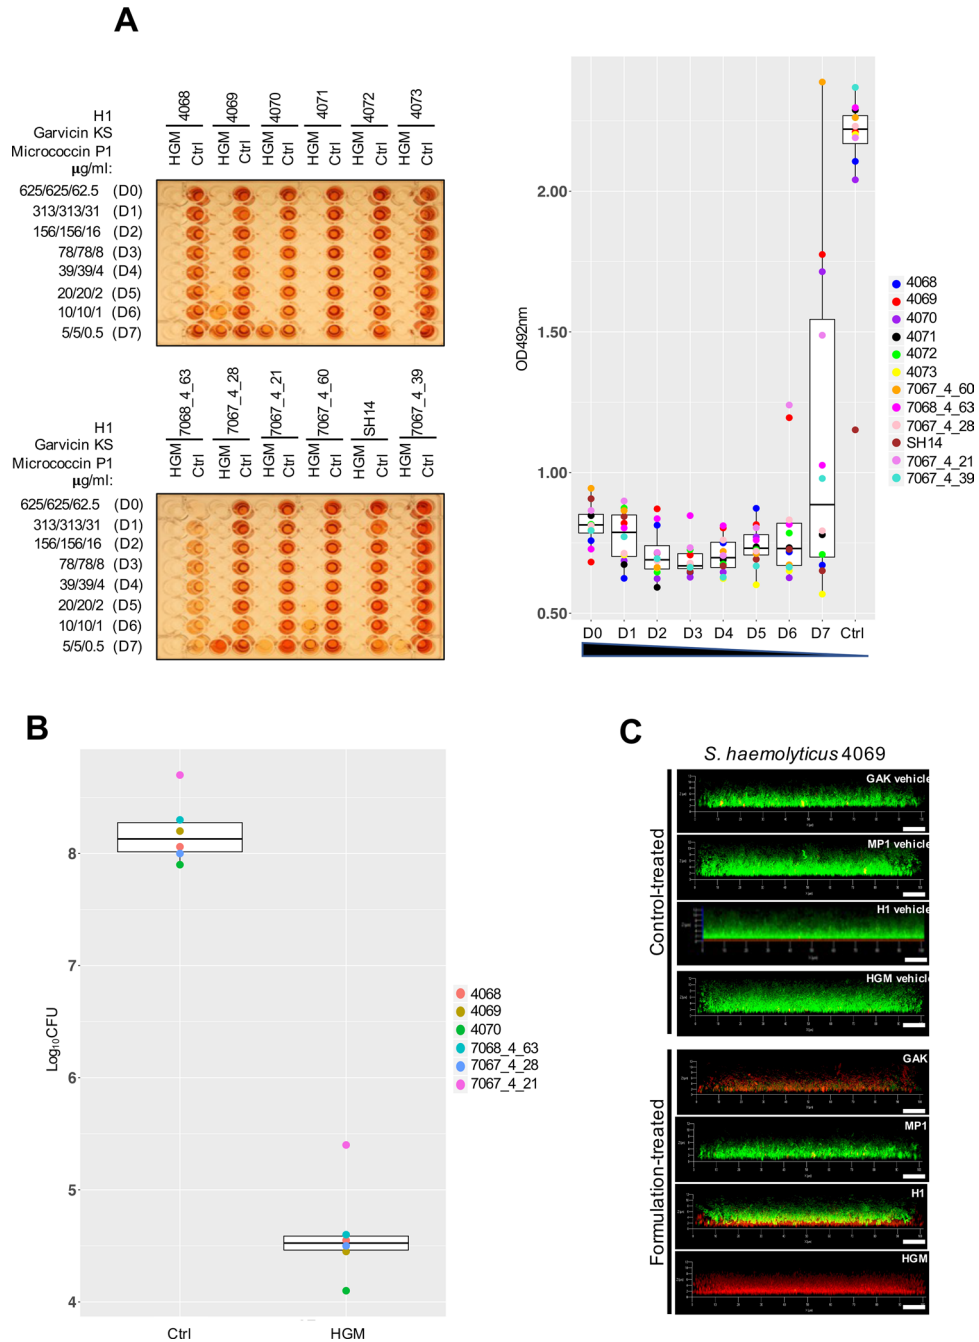 A
H1
Garvicin KS
Micrococcin P1
µg/ml:
4068
4069
4070
4071
4072
4073
HGM
Ctrl
HGM
Ctrl
HGM
Ctrl
HGM
Ctrl
HGM
Ctrl
HGM
Ctrl
625/625/62.5 (D0)
313/313/31 (D1)
156/156/16 (D2)
78/78/8 (D3)
39/39/4 (D4)
20/20/2 (D5)
10/10/1 (D6)
5/5/0.5 (D7)
H1
Garvicin KS
Micrococcin P1
µg/ml:
7068_4_63
7067_4_28
7067_4_21
7067_4_60
SH14
7067_4_39
HGM
Ctrl
HGM
Ctrl
HGM
Ctrl
HGM
Ctrl
HGM
Ctrl
HGM
Ctrl
625/625/62.5 (D0)
313/313/31 (D1)
156/156/16 (D2)
78/78/8 (D3)
39/39/4 (D4)
20/20/2 (D5)
10/10/1 (D6)
5/5/0.5 (D7)
OD492nm
2.00
1.50
1.00
0.50
D0 D1 D2 D3 D4 D5 D6 D7 Ctrl
4068
4069
4070
4071
4072
4073
7067_4_60
7068_4_63
7067_4_28
SH14
7067_4_21
7067_4_39
B
Log₁₀CFU
8
7
6
5
4
Ctrl HGM
4068
4069
4070
7068_4_63
7067_4_28
7067_4_21
C
S. haemolyticus 4069
Control-treated
GAK vehicle
MP1 vehicle
H1 vehicle
HGM vehicle
Formulation-treated
GAK
MP1
H1
HGM